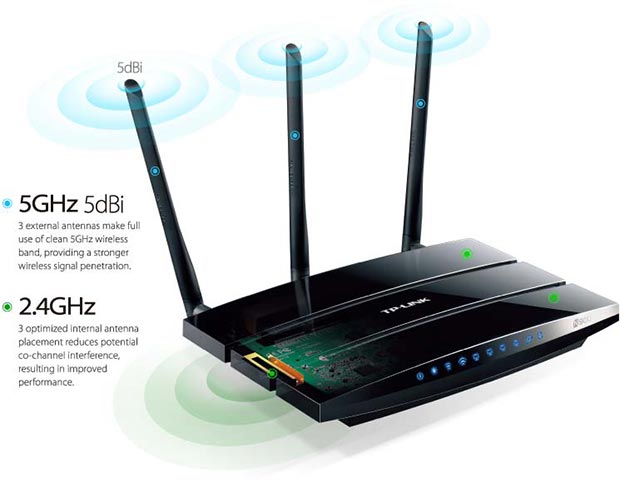 5dBi
5GHz 5dBi
3 external antennas make full
use of clean 5GHz wireless
band, providing a stronger
wireless signal penetration.
2.4GHz
3 optimized internal antenna
placement reduces potential
co-channel interference,
resulting in improved
performance.
TP-LINK